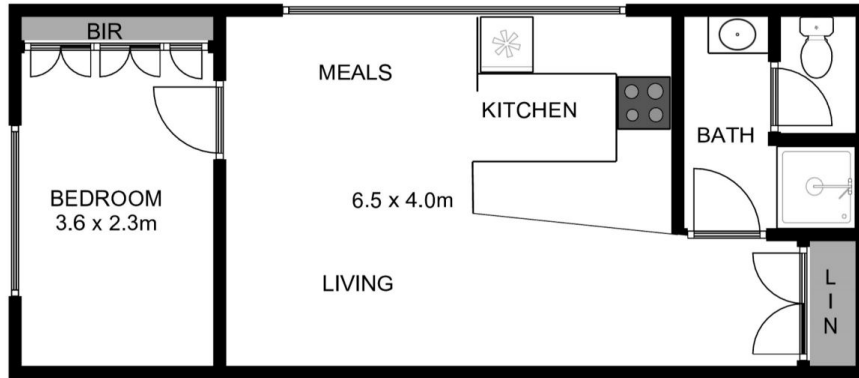 BIR
MEALS
KITCHEN
BATH
BEDROOM
3.6 x 2.3m
6.5 x 4.0m
LIVING
L
I
N